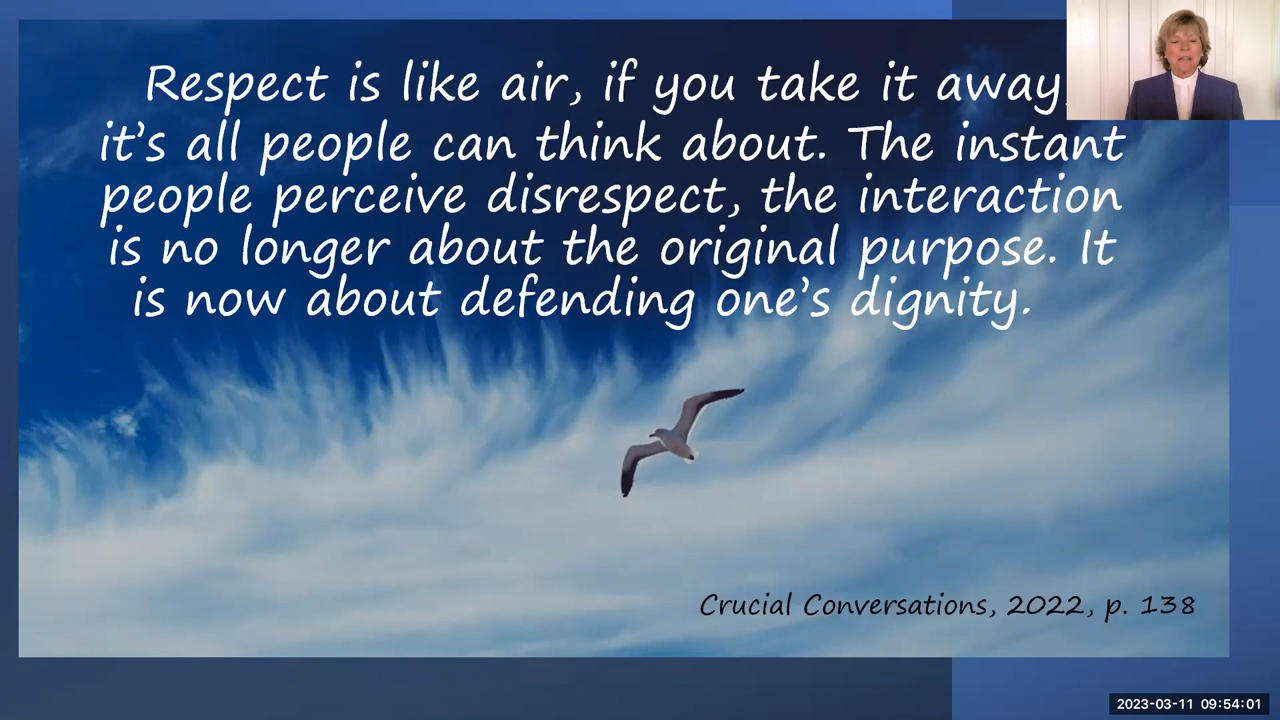 Respect is like air, if you take it away,
it’s all people can think about. The instant
people perceive disrespect, the interaction
is no longer about the original purpose. It
is now about defending one’s dignity.
Crucial Conversations, 2022, p. 138
2023-03-11 09:54:01